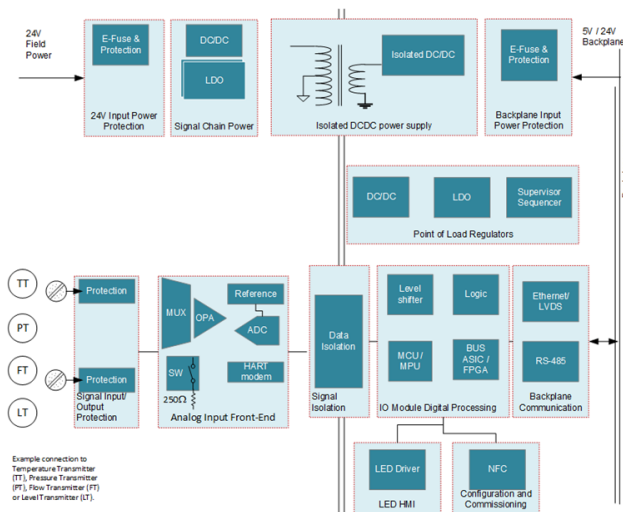 24V
Field
Power
E-Fuse &
Protection
24V Input Power
Protection
DC/DC
LDO
Signal Chain Power
Isolated DC/DC
Isolated DCDC power supply
E-Fuse &
Protection
Backplane Input
Power Protection
5V / 24V
Backplane
DC/DC
LDO
Supervisor
Sequencer
Point of Load Regulators
TT
PT
FT
LT
Protection
Protection
Signal Input/
Output
Protection
MUX
OPA
Reference
ADC
SW
250Ω
HART
modem
Analog Input Front-End
Data
Isolation
Signal
Isolation
Level
shifter
Logic
MCU /
MPU
BUS
ASIC /
FPGA
IO Module Digital Processing
Ethernet/
LVDS
RS-485
Backplane
Communication
LED Driver
LED HMI
NFC
Configuration and
Commissioning
Example connection to
Temperature Transmitter
(TT), Pressure Transmitter
(PT), Flow Transmitter (FT)
or Level Transmitter (LT).